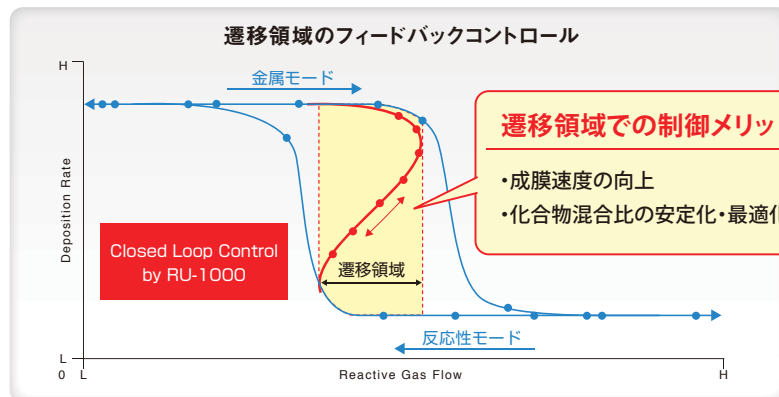 遷移領域のフィードバックコントロール
H
金属モード
遷移領域での制御メリッ
・成膜速度の向上
・化合物混合比の安定化・最適化
Deposition Rate
Closed Loop Control
by RU-1000
遷移領域
反応性モード
L
0 L Reactive Gas Flow H